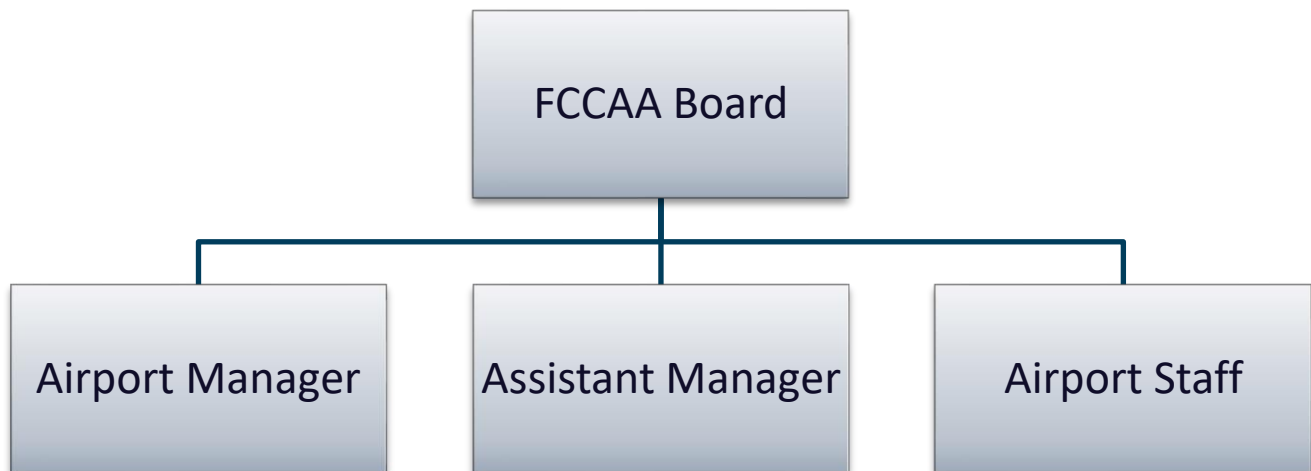 FCCAA Board
Airport Manager
Assistant Manager
Airport Staff